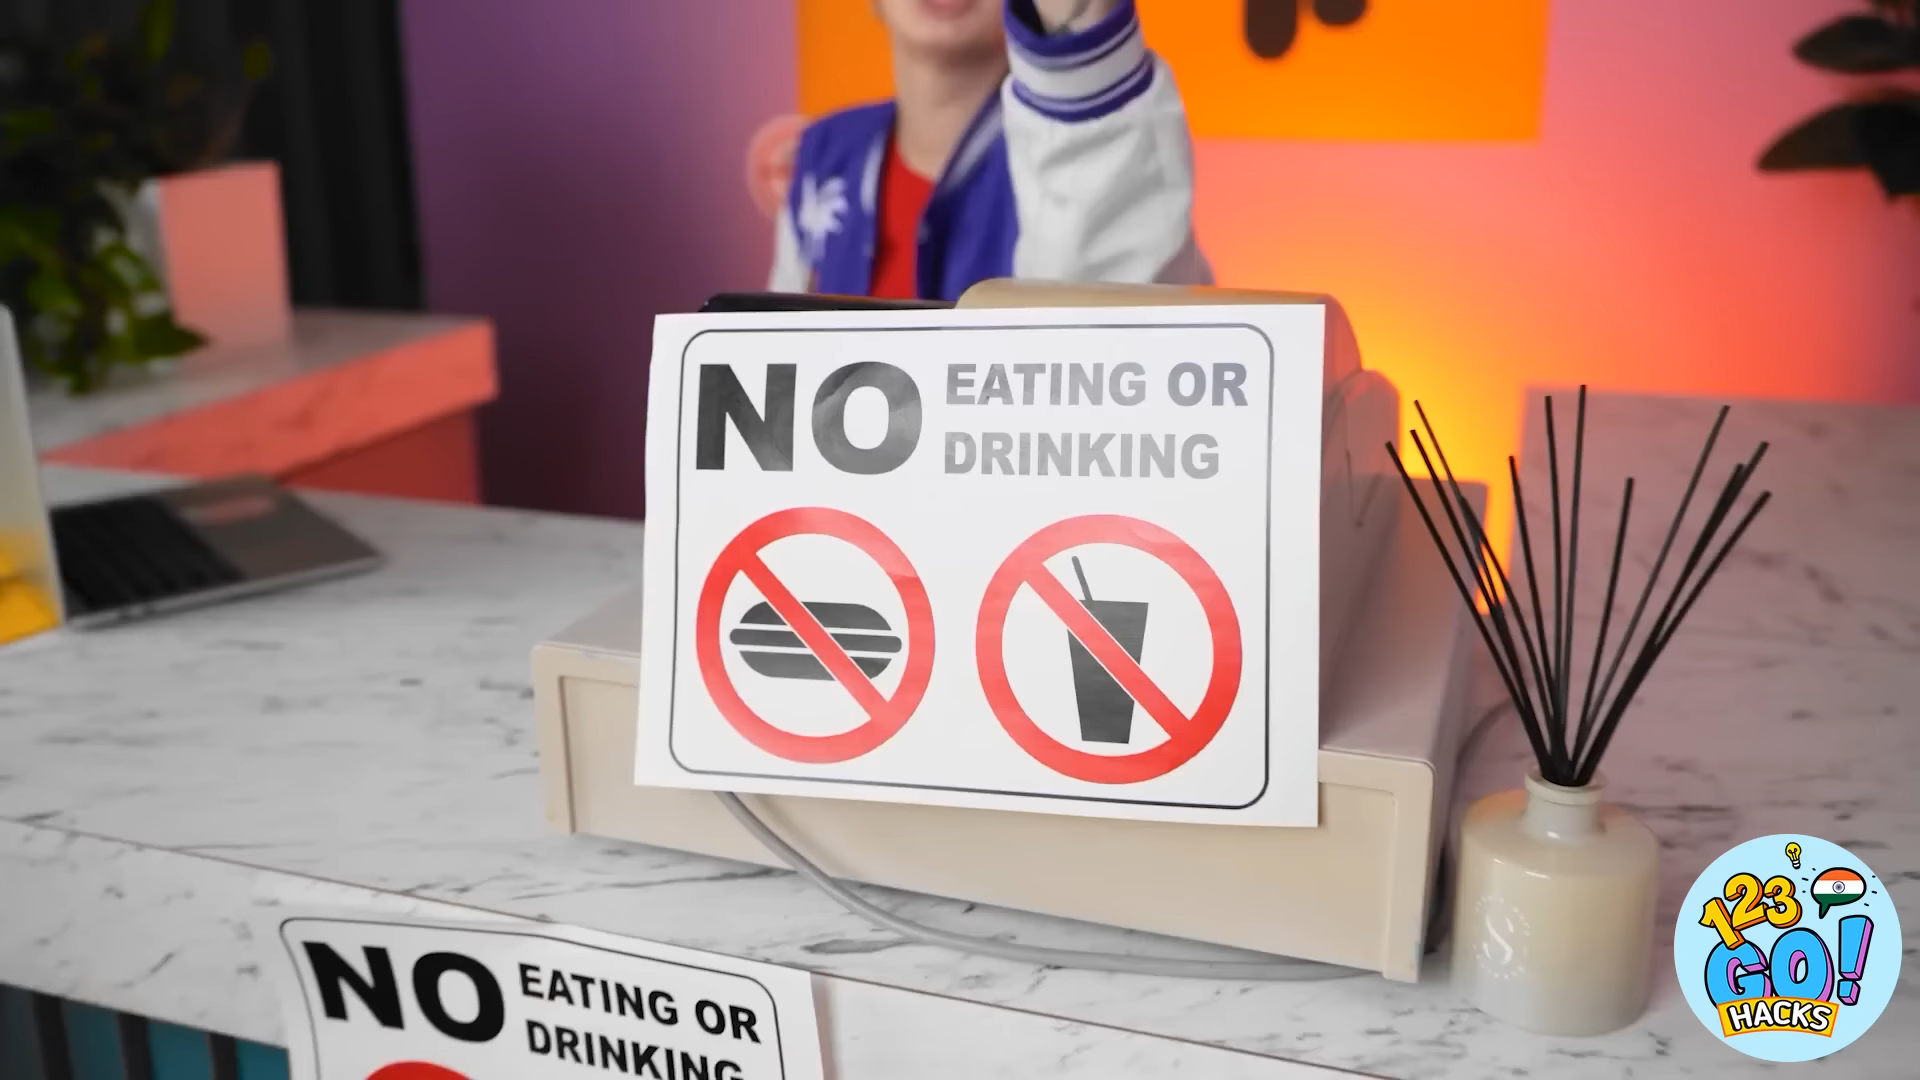 NO EATING OR
DRINKING
NO EATING OR
DRINKING
123
GO!
HACKS